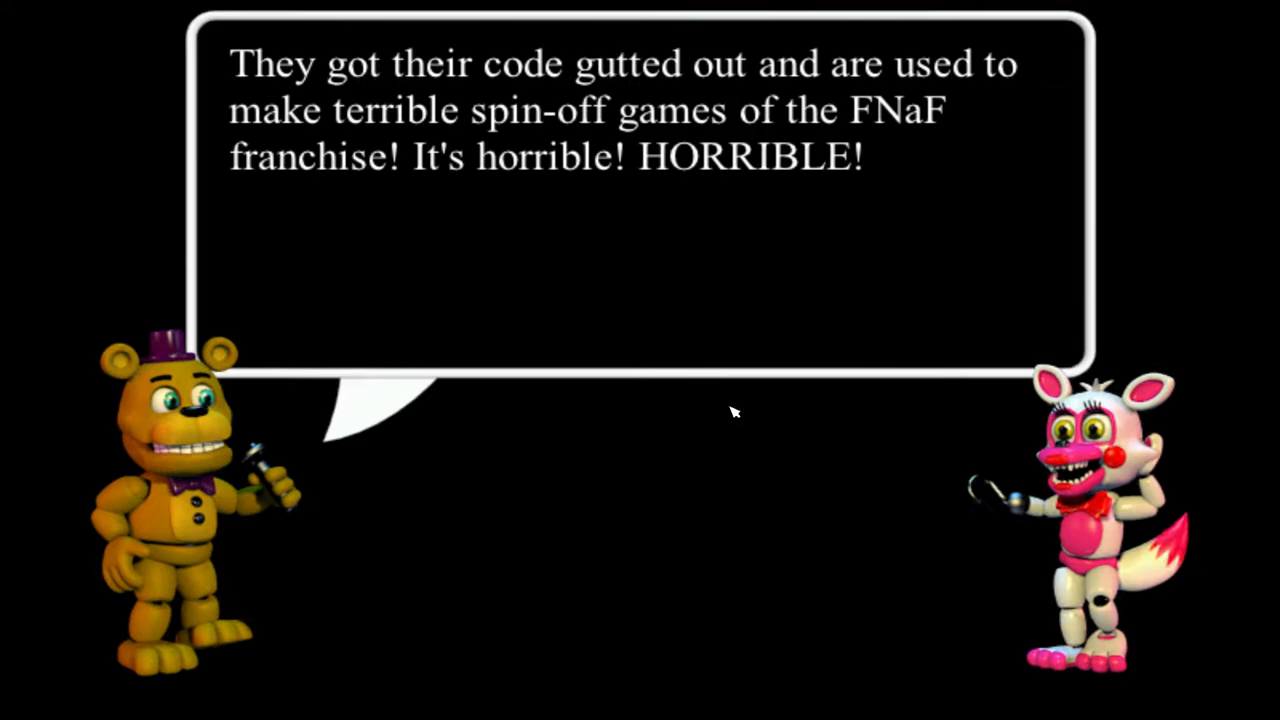 They got their code gutted out and are used to
make terrible spin-off games of the FNaF
franchise! It's horrible! HORRIBLE!